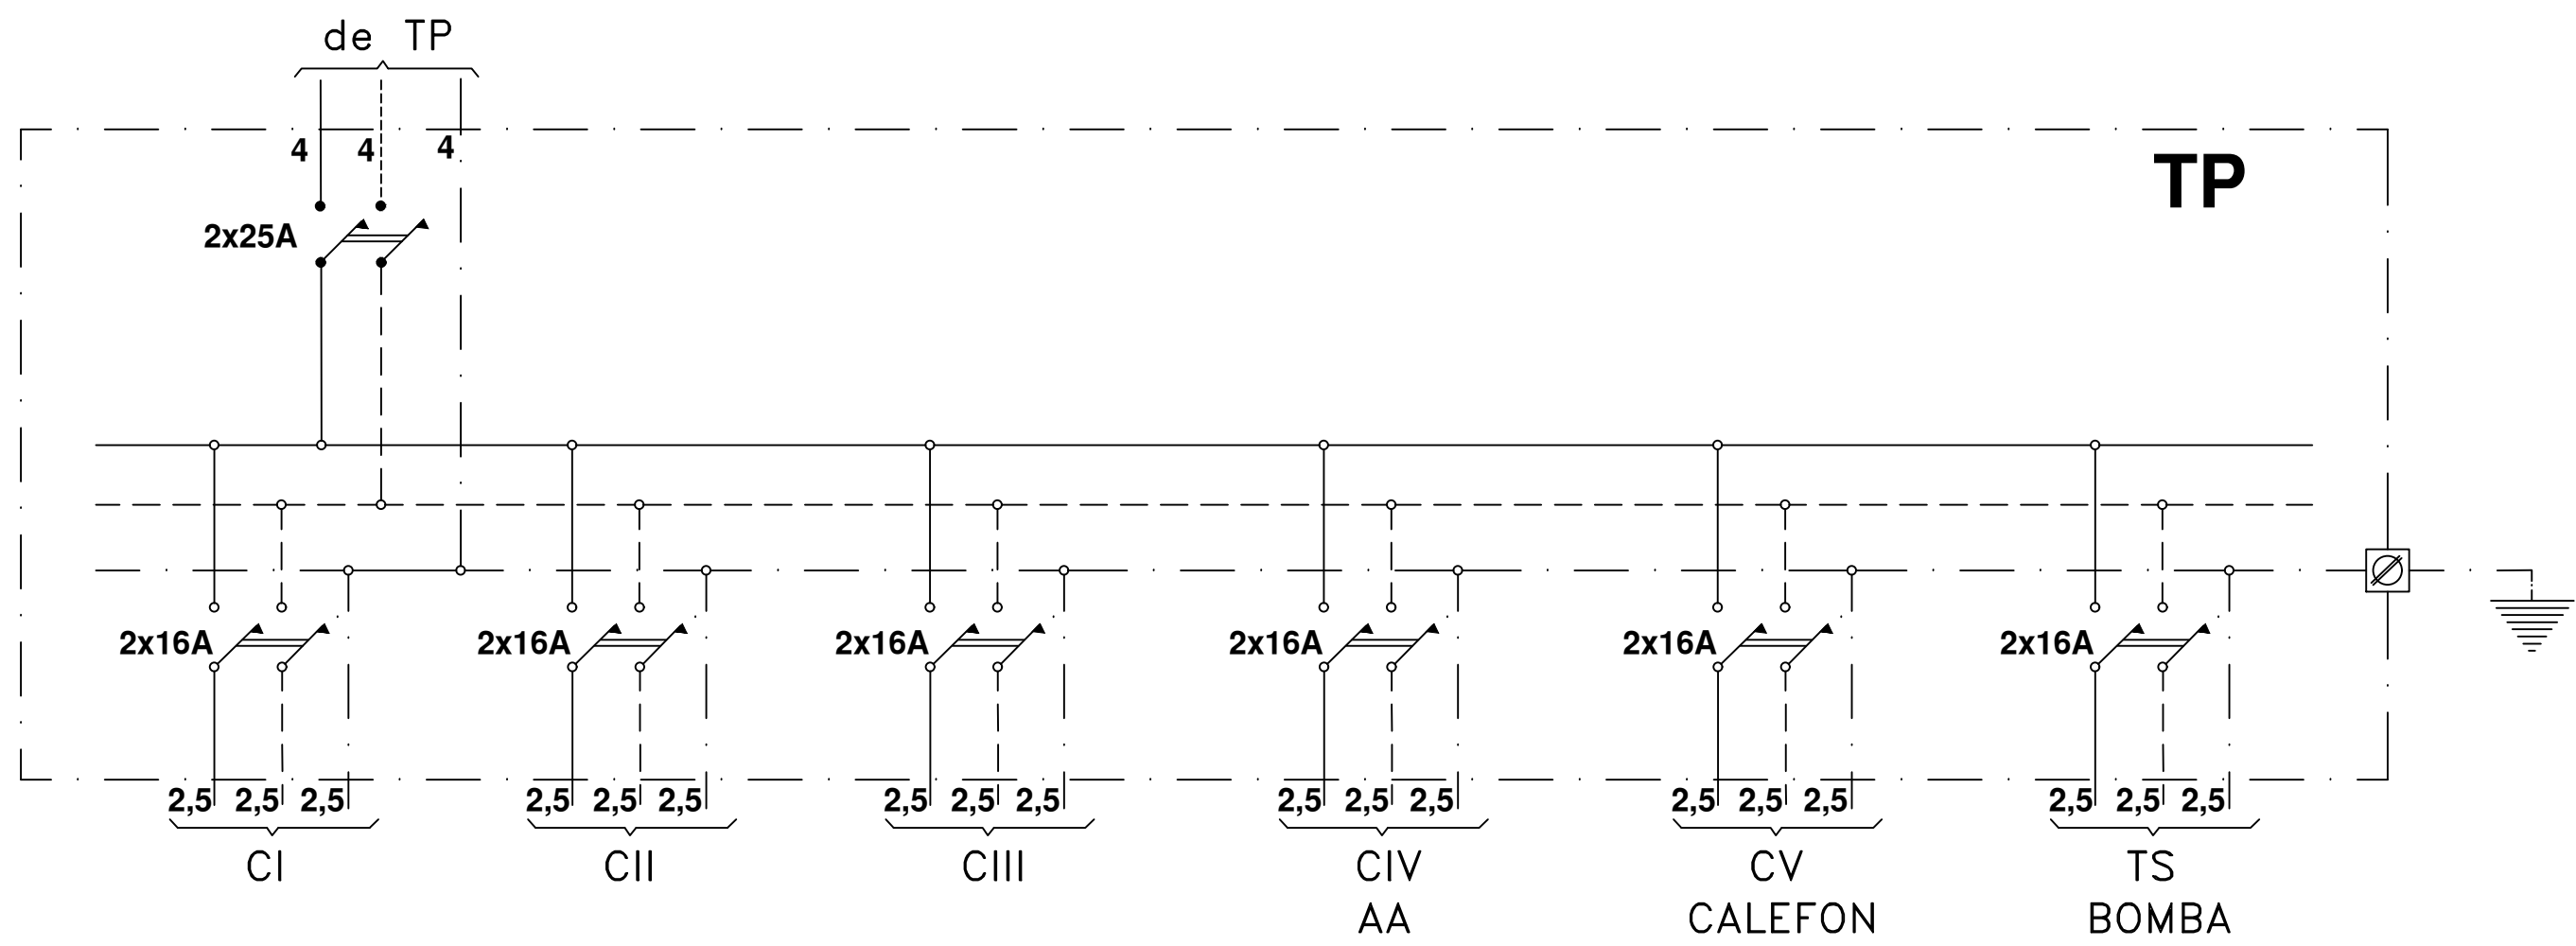 de TP
4 4 4
TP
2x25A
2x16A 2x16A 2x16A 2x16A 2x16A 2x16A
2,5 2,5 2,5 2,5 2,5 2,5 2,5 2,5 2,5 2,5 2,5 2,5 2,5 2,5 2,5 2,5 2,5 2,5
CI CII CIII CIV CV TS
AA CALEFON BOMBA